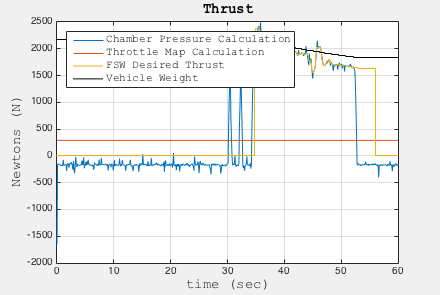 Thrust
Chamber Pressure Calculation
Throttle Map Calculation
FSW Desired Thrust
Vehicle Weight
Newtons (N)
2500
2000
1500
1000
500
0
-500
-1000
-1500
-2000
0
10
20
30
40
50
60
time (sec)